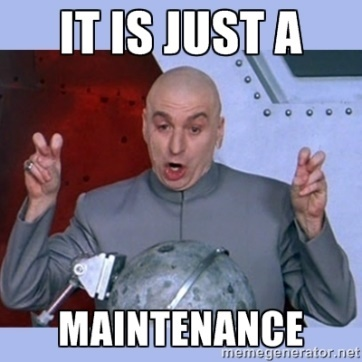 IT IS JUST A
MAINTENANCE
memegenerator.net